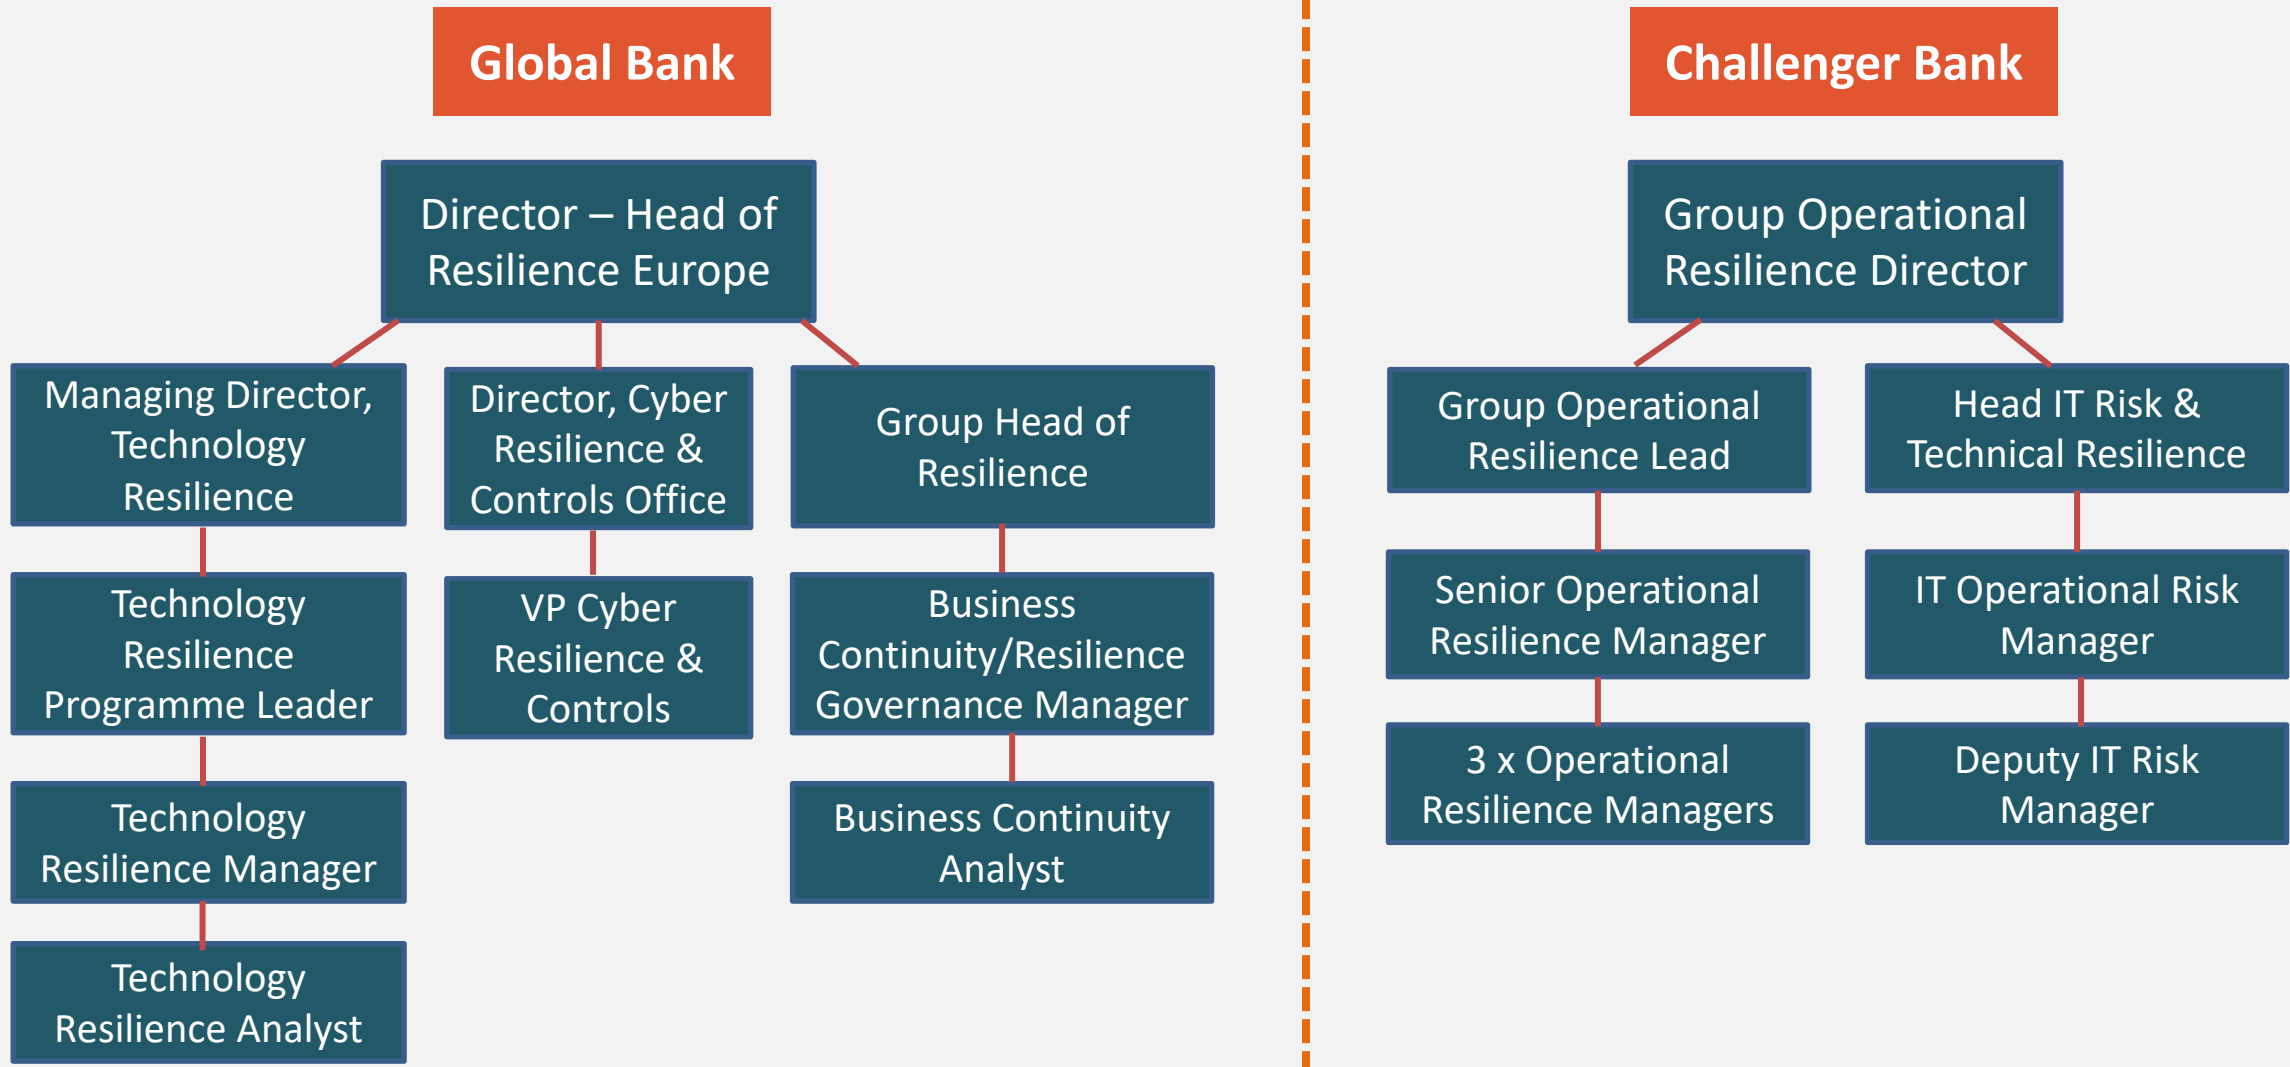 Global Bank
Director – Head of
Resilience Europe
Managing Director,
Technology
Resilience
Technology
Resilience
Programme Leader
Technology
Resilience Manager
Technology
Resilience Analyst
Director, Cyber
Resilience &
Controls Office
VP Cyber
Resilience &
Controls
Group Head of
Resilience
Business
Continuity/Resilience
Governance Manager
Business Continuity
Analyst
Challenger Bank
Group Operational
Resilience Director
Group Operational
Resilience Lead
Senior Operational
Resilience Manager
3 x Operational
Resilience Managers
Head IT Risk &
Technical Resilience
IT Operational Risk
Manager
Deputy IT Risk
Manager